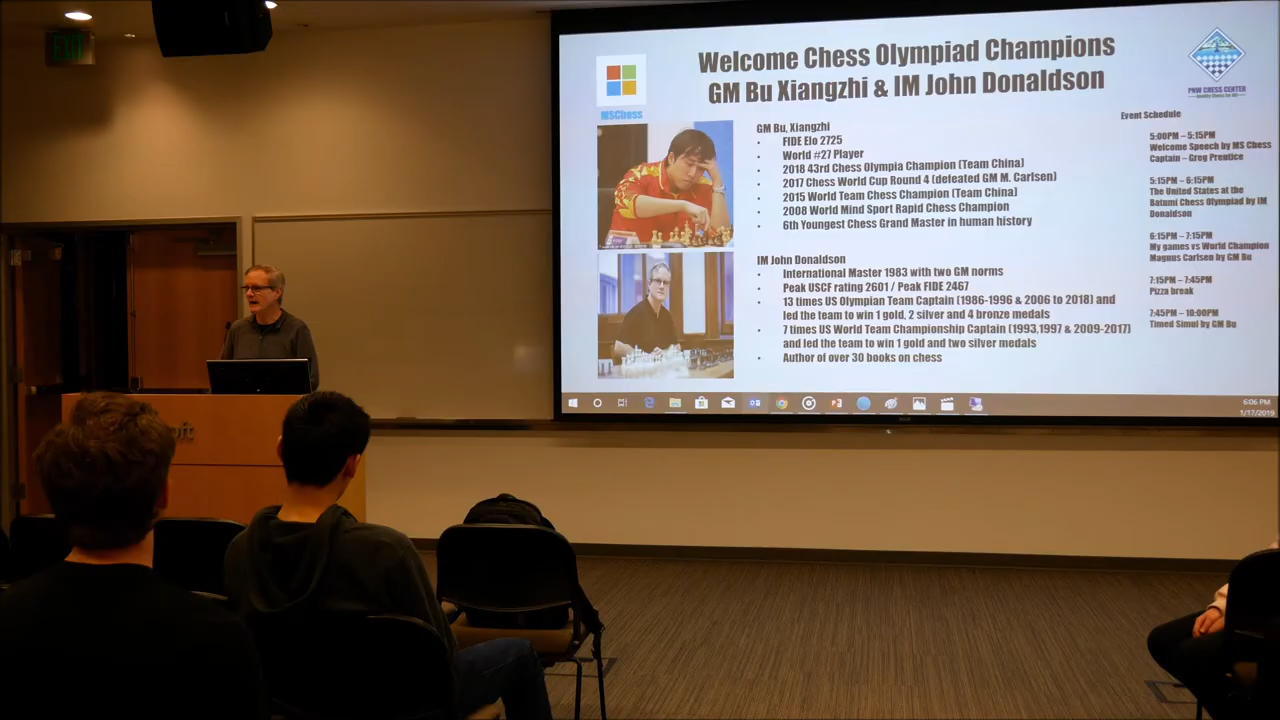 EXIT
Welcome Chess Olympiad Champions
GM Bu Xiangzhi & IM John Donaldson
MSChess
PNW CHESS CENTER
GM Bu, Xiangzhi
• FIDE Elo 2725
• World #27 Player
• 2018 43rd Chess Olympia Champion (Team China)
• 2017 Chess World Cup Round 4 (defeated GM M. Carlsen)
• 2015 World Team Chess Champion (Team China)
• 2008 World Mind Sport Rapid Chess Champion
• 6th Youngest Chess Grand Master in human history
IM John Donaldson
• International Master 1983 with two GM norms
• Peak USCF rating 2601 / Peak FIDE 2467
• 13 times US Olympian Team Captain (1986-1996 & 2006 to 2018) and
led the team to win 1 gold, 2 silver and 4 bronze medals
• 7 times US World Team Championship Captain (1993,1997 & 2009-2017)
and led the team to win 1 gold and two silver medals
• Author of over 30 books on chess
Event Schedule
5:00PM – 5:15PM
Welcome Speech by MS Chess
Captain – Greg Prentice
5:15PM – 6:15PM
The United States at the
Batumi Chess Olympiad by IM
Donaldson
6:15PM – 7:15PM
My games vs World Champion
Magnus Carlsen by GM Bu
7:15PM – 7:45PM
Pizza break
7:45PM – 10:00PM
Timed Simul by GM Bu
6:06 PM
1/17/2019
oft